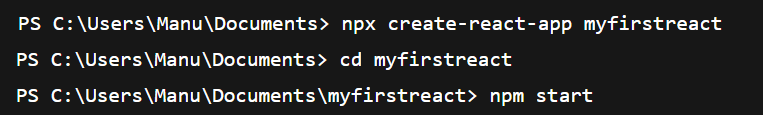 PS C:\Users\Manu\Documents> npx create-react-app myfirstreact
PS C:\Users\Manu\Documents> cd myfirstreact
PS C:\Users\Manu\Documents\myfirstreact> npm start